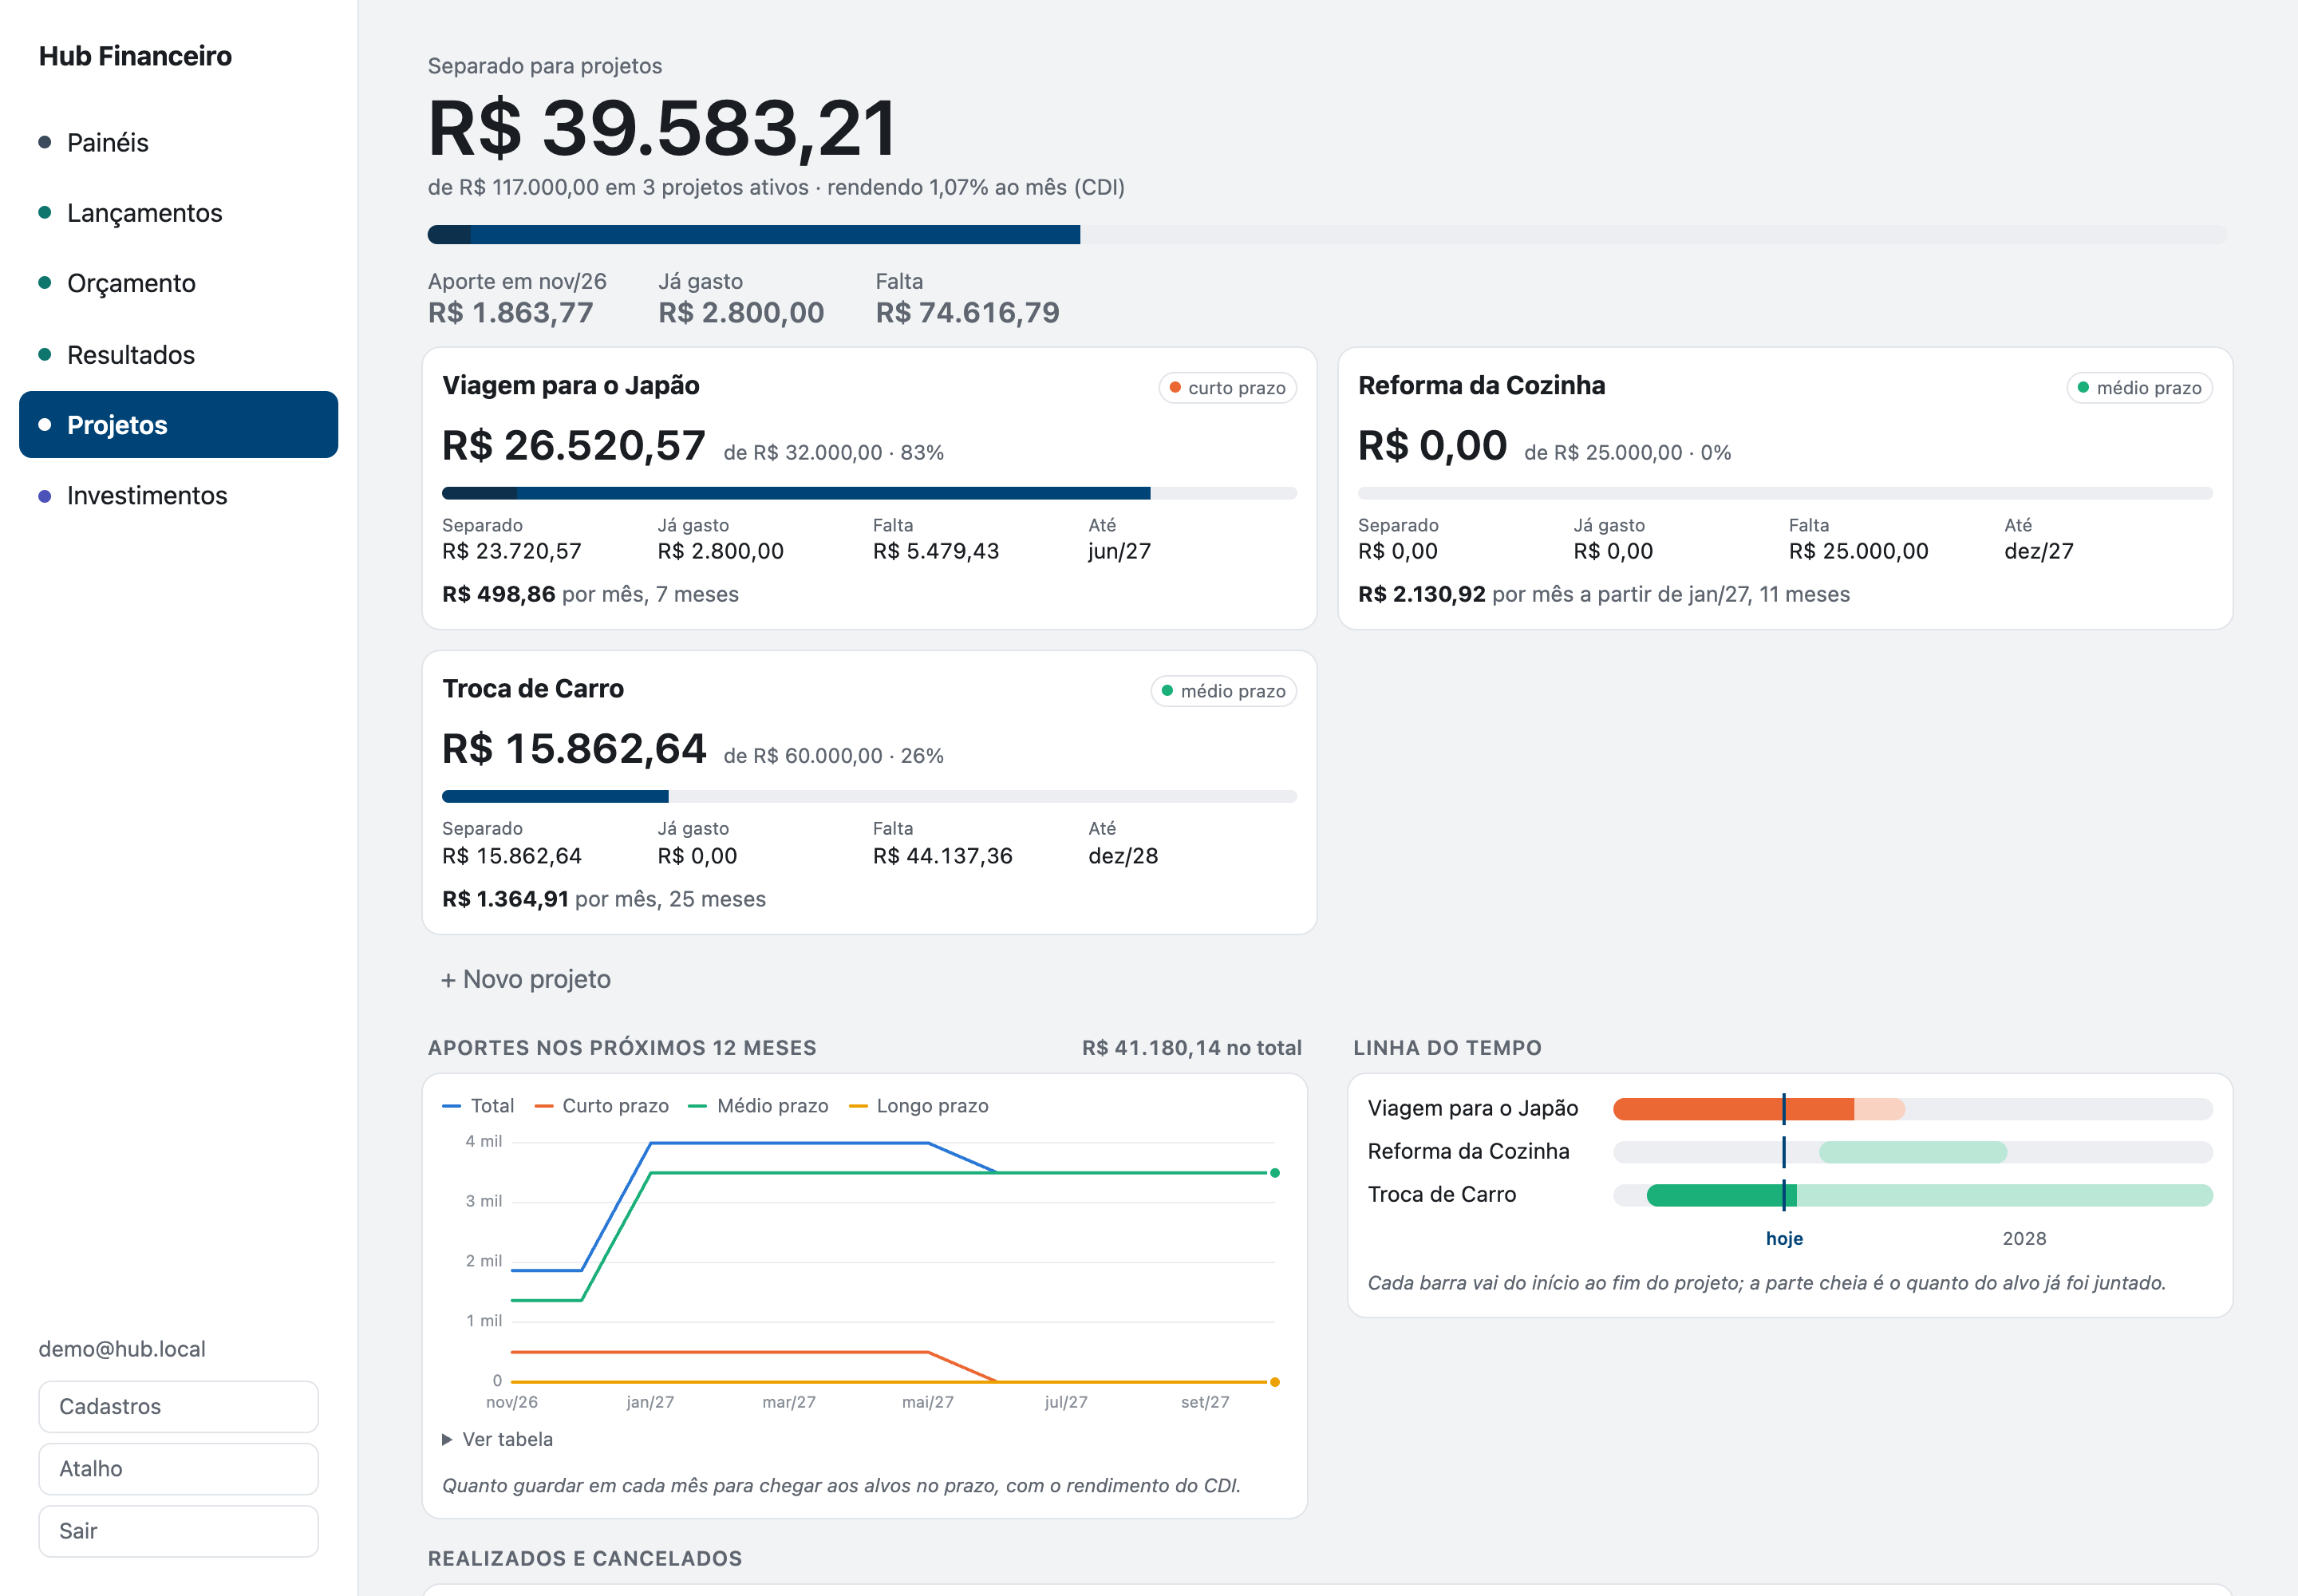 Hub Financeiro
Painéis
Lançamentos
Orçamento
Resultados
Projetos
Investimentos
demo@hub.local
Cadastros
Atalho
Sair
Separado para projetos
R$ 39.583,21
de R$ 117.000,00 em 3 projetos ativos · rendendo 1,07% ao mês (CDI)
Aporte em nov/26 Já gasto Falta
R$ 1.863,77 R$ 2.800,00 R$ 74.616,79
Viagem para o Japão curto prazo
R$ 26.520,57 de R$ 32.000,00 · 83%
Separado Já gasto Falta Até
R$ 23.720,57 R$ 2.800,00 R$ 5.479,43 jun/27
R$ 498,86 por mês, 7 meses
Reforma da Cozinha médio prazo
R$ 0,00 de R$ 25.000,00 · 0%
Separado Já gasto Falta Até
R$ 0,00 R$ 0,00 R$ 25.000,00 dez/27
R$ 2.130,92 por mês a partir de jan/27, 11 meses
Troca de Carro médio prazo
R$ 15.862,64 de R$ 60.000,00 · 26%
Separado Já gasto Falta Até
R$ 15.862,64 R$ 0,00 R$ 44.137,36 dez/28
R$ 1.364,91 por mês, 25 meses
+ Novo projeto
APORTES NOS PRÓXIMOS 12 MESES R$ 41.180,14 no total
Total Curto prazo Médio prazo Longo prazo
4 mil
3 mil
2 mil
1 mil
0
nov/26 jan/27 mar/27 mai/27 jul/27 set/27
▶ Ver tabela
Quanto guardar em cada mês para chegar aos alvos no prazo, com o rendimento do CDI.
LINHA DO TEMPO
Viagem para o Japão
Reforma da Cozinha
Troca de Carro
hoje 2028
Cada barra vai do início ao fim do projeto; a parte cheia é o quanto do alvo já foi juntado.
REALIZADOS E CANCELADOS